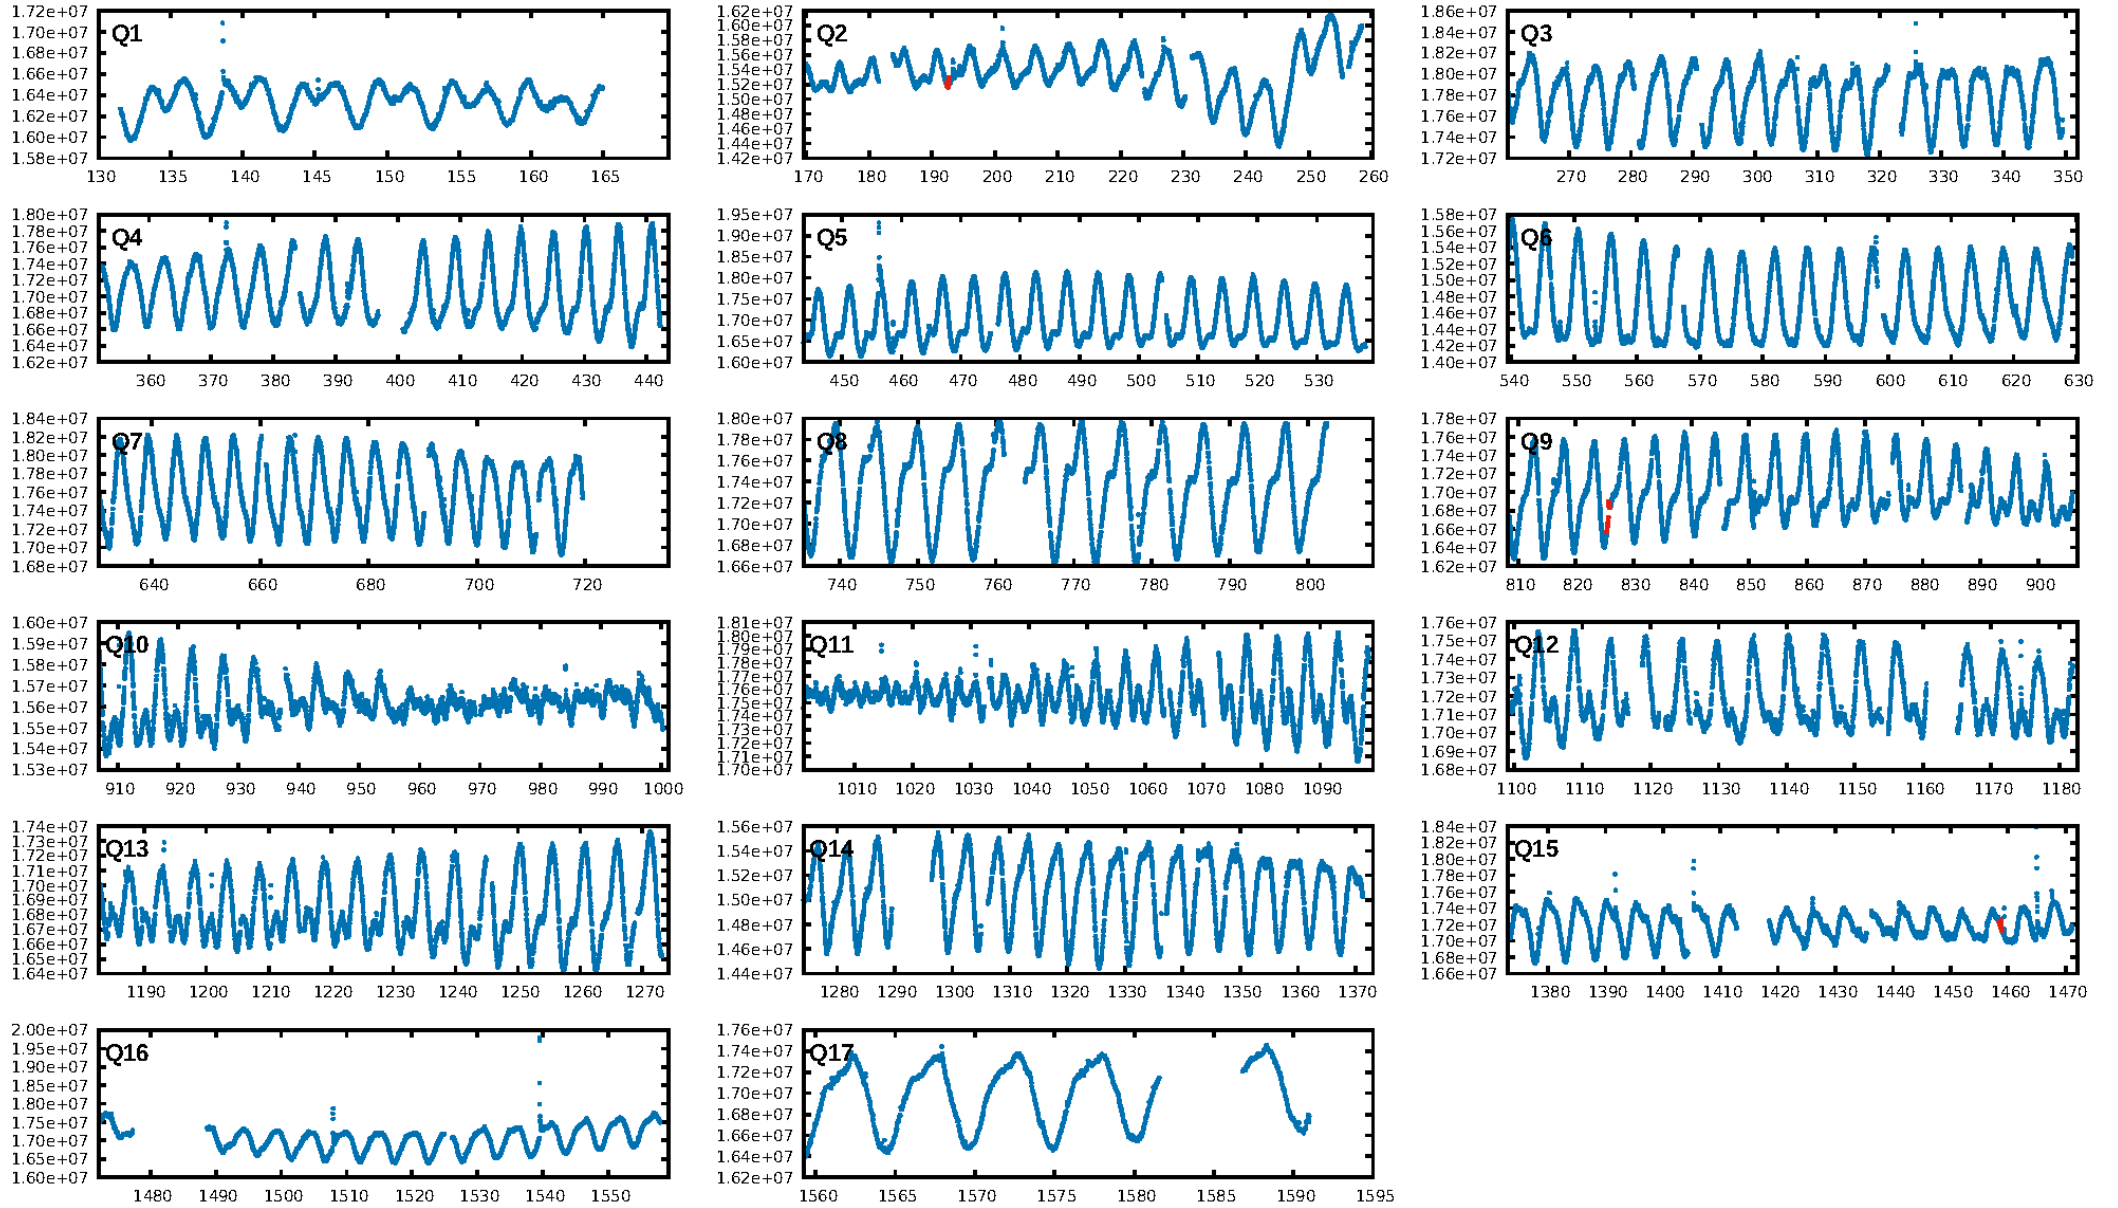 1.72e+07
1.70e+07
1.68e+07
1.66e+07
1.64e+07
1.62e+07
1.60e+07
1.58e+07
Q1
130 135 140 145 150 155 160 165
1.62e+07
1.60e+07
1.58e+07
1.56e+07
1.54e+07
1.52e+07
1.50e+07
1.48e+07
1.46e+07
1.44e+07
1.42e+07
Q2
170 180 190 200 210 220 230 240 250 260
1.86e+07
1.84e+07
1.82e+07
1.80e+07
1.78e+07
1.76e+07
1.74e+07
1.72e+07
Q3
270 280 290 300 310 320 330 340 350
1.80e+07
1.78e+07
1.76e+07
1.74e+07
1.72e+07
1.70e+07
1.68e+07
1.66e+07
1.64e+07
1.62e+07
Q4
360 370 380 390 400 410 420 430 440
1.95e+07
1.90e+07
1.85e+07
1.80e+07
1.75e+07
1.70e+07
1.65e+07
1.60e+07
Q5
450 460 470 480 490 500 510 520 530
1.58e+07
1.56e+07
1.54e+07
1.52e+07
1.50e+07
1.48e+07
1.46e+07
1.44e+07
1.42e+07
1.40e+07
Q6
540 550 560 570 580 590 600 610 620 630
1.84e+07
1.82e+07
1.80e+07
1.78e+07
1.76e+07
1.74e+07
1.72e+07
1.70e+07
1.68e+07
Q7
640 660 680 700 720
1.80e+07
1.78e+07
1.76e+07
1.74e+07
1.72e+07
1.70e+07
1.68e+07
1.66e+07
Q8
740 750 760 770 780 790 800
1.78e+07
1.76e+07
1.74e+07
1.72e+07
1.70e+07
1.68e+07
1.66e+07
1.64e+07
1.62e+07
Q9
810 820 830 840 850 860 870 880 890 900
1.60e+07
1.59e+07
1.58e+07
1.57e+07
1.56e+07
1.55e+07
1.54e+07
1.53e+07
Q10
910 920 930 940 950 960 970 980 990 1000
1.81e+07
1.80e+07
1.79e+07
1.78e+07
1.77e+07
1.76e+07
1.75e+07
1.74e+07
1.73e+07
1.72e+07
1.71e+07
1.70e+07
Q11
1010 1020 1030 1040 1050 1060 1070 1080 1090
1.76e+07
1.75e+07
1.74e+07
1.73e+07
1.72e+07
1.71e+07
1.70e+07
1.69e+07
1.68e+07
Q12
1100 1110 1120 1130 1140 1150 1160 1170 1180
1.74e+07
1.73e+07
1.72e+07
1.71e+07
1.70e+07
1.69e+07
1.68e+07
1.67e+07
1.66e+07
1.65e+07
1.64e+07
Q13
1190 1200 1210 1220 1230 1240 1250 1260 1270
1.56e+07
1.54e+07
1.52e+07
1.50e+07
1.48e+07
1.46e+07
1.44e+07
Q14
1280 1290 1300 1310 1320 1330 1340 1350 1360 1370
1.84e+07
1.82e+07
1.80e+07
1.78e+07
1.76e+07
1.74e+07
1.72e+07
1.70e+07
1.68e+07
1.66e+07
Q15
1380 1390 1400 1410 1420 1430 1440 1450 1460 1470
2.00e+07
1.95e+07
1.90e+07
1.85e+07
1.80e+07
1.75e+07
1.70e+07
1.65e+07
1.60e+07
Q16
1480 1490 1500 1510 1520 1530 1540 1550
1.76e+07
1.74e+07
1.72e+07
1.70e+07
1.68e+07
1.66e+07
1.64e+07
1.62e+07
Q17
1560 1565 1570 1575 1580 1585 1590 1595